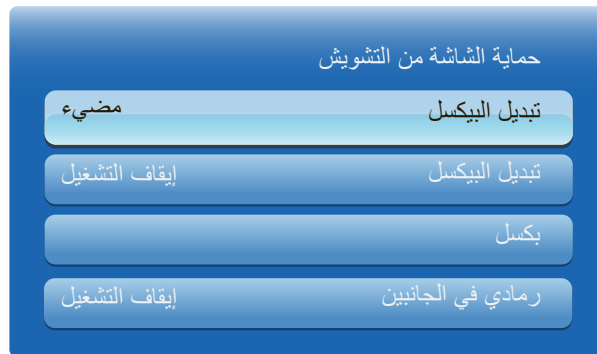 حماية الشاشة من التشويش
تبديل البيكسل مضيء
تبديل البيكسل إيقاف التشغيل
بكسل
رمادي في الجانبين إيقاف التشغيل